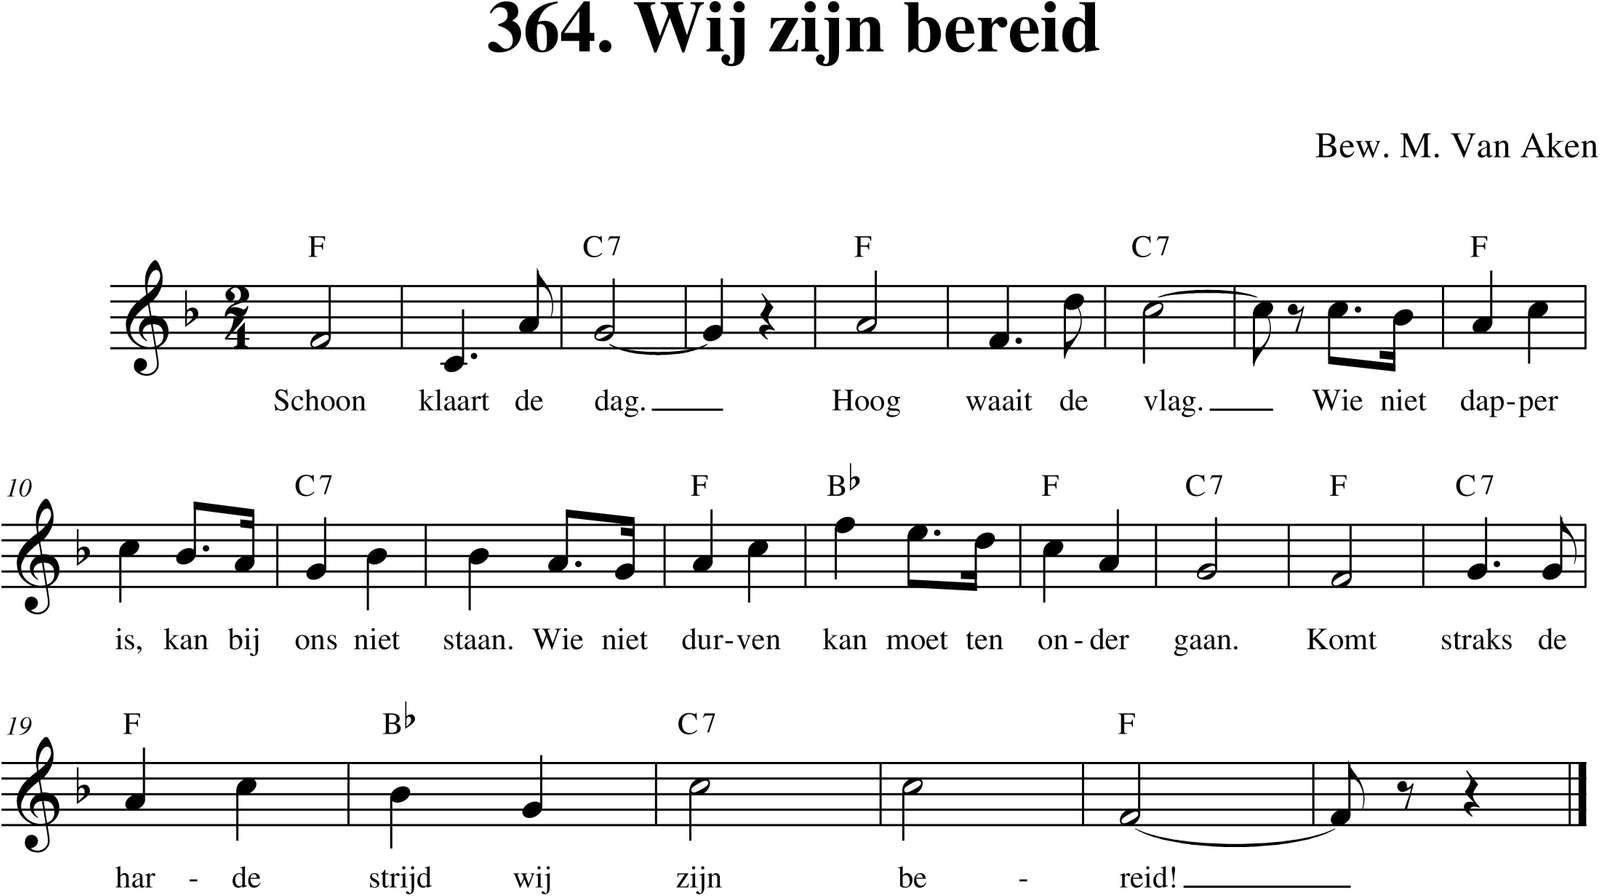 364. Wij zijn bereid
Bew. M. Van Aken
F C7 F C7 F
2
4
Schoon klaart de dag. Hoog waait de vlag. Wie niet dap-per
10 C7 F B♭ F C7 F C7
is, kan bij ons niet staan. Wie niet dur-ven kan moet ten on-der gaan. Komt straks de
19 F B♭ C7 F
har - de strijd wij zijn be - reid!